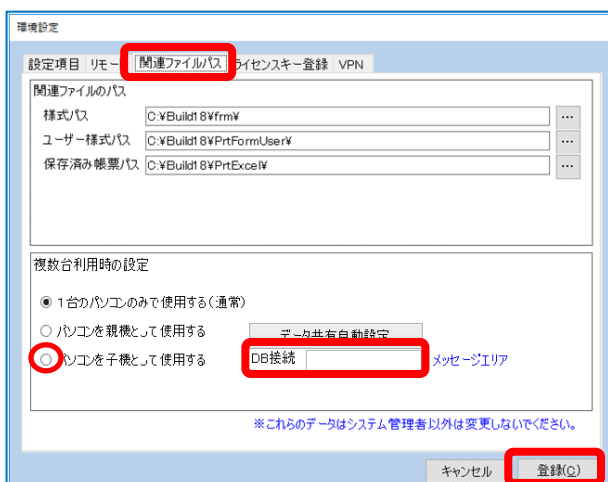 環境設定
設定項目 リモー 関連ファイルパス イセンスキー登録 VPN
関連ファイルのパス
様式パス C:¥Build18¥frm¥ ...
ユーザー様式パス C:¥Build18¥PrtFormUser¥ ...
保存済み帳票パス C:¥Build18¥PrtExcel¥ ...
複数台利用時の設定
1台のパソコンのみで使用する(通常)
パソコンを親機として使用する データ共有自動設定
パソコンを子機として使用する DB接続 メッセージエリア
※これらのデータはシステム管理者以外は変更しないでください。
キャンセル 登録(C)